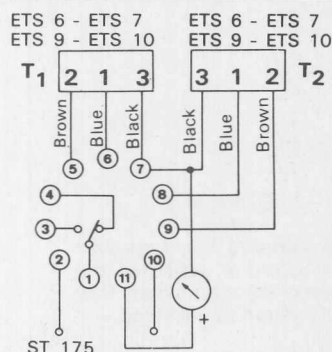 ETS 6 - ETS 7 ETS 6 - ETS 7
ETS 9 - ETS 10 ETS 9 - ETS 10
T1 2 1 3 3 1 2 T2
Brown Blue Black Black Blue Brown
6
5 7
4 8
3 9
2 10
1 11
+
ST 175